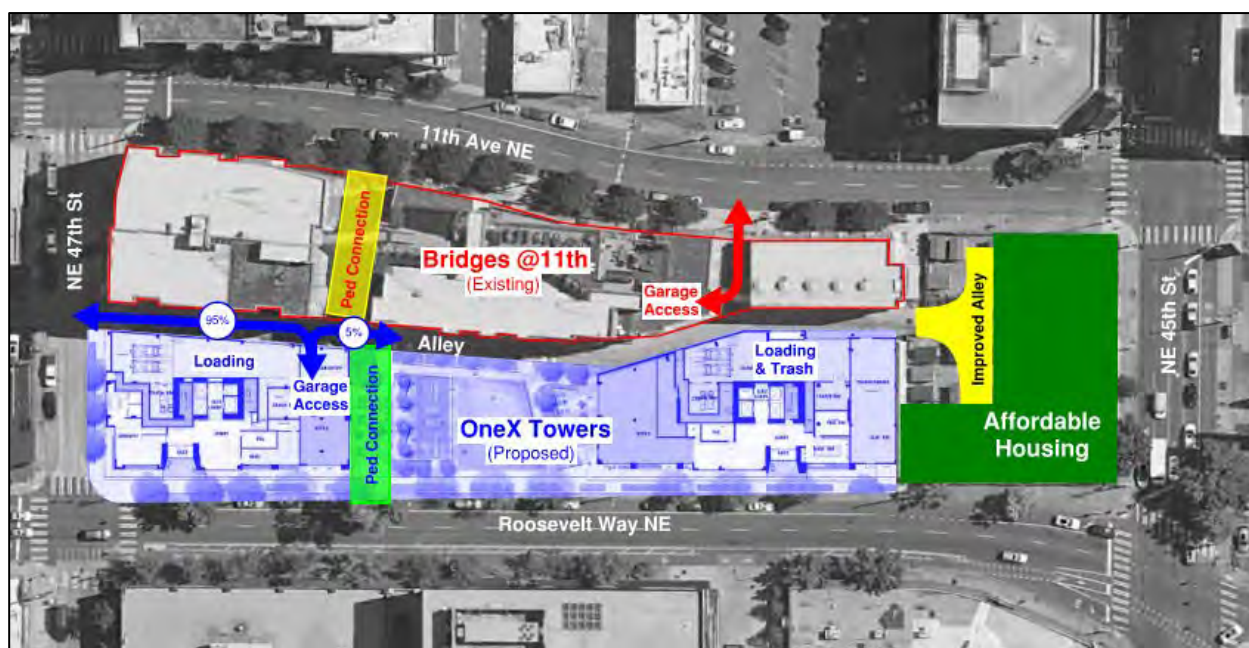 11th Ave NE
NE 47th St
Ped Connection
Bridges @11th
(Existing)
Garage
Access
Improved Alley
NE 45th St
95%
5%
Alley
Loading
Garage
Access
Ped Connection
Loading
& Trash
OneX Towers
(Proposed)
Affordable
Housing
Roosevelt Way NE